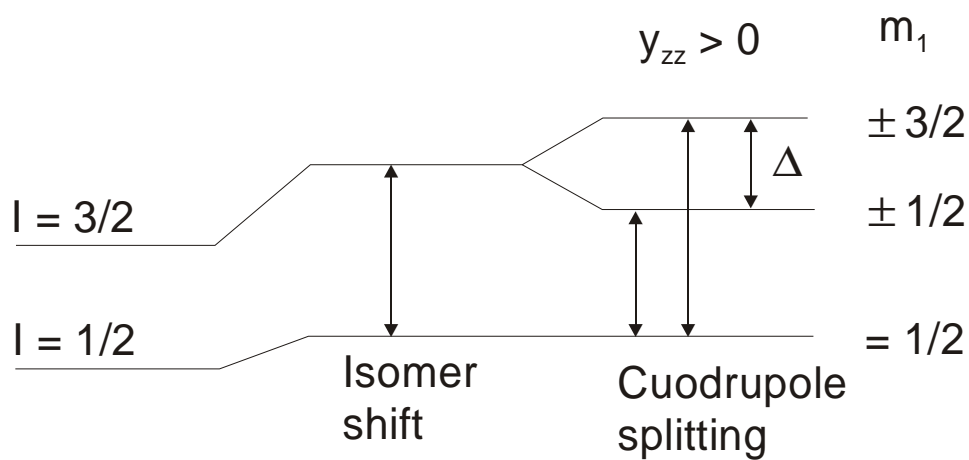 y_zz > 0
m_1
± 3/2
Δ
I = 3/2
± 1/2
I = 1/2
= 1/2
Isomer
shift
Cuodrupole
splitting